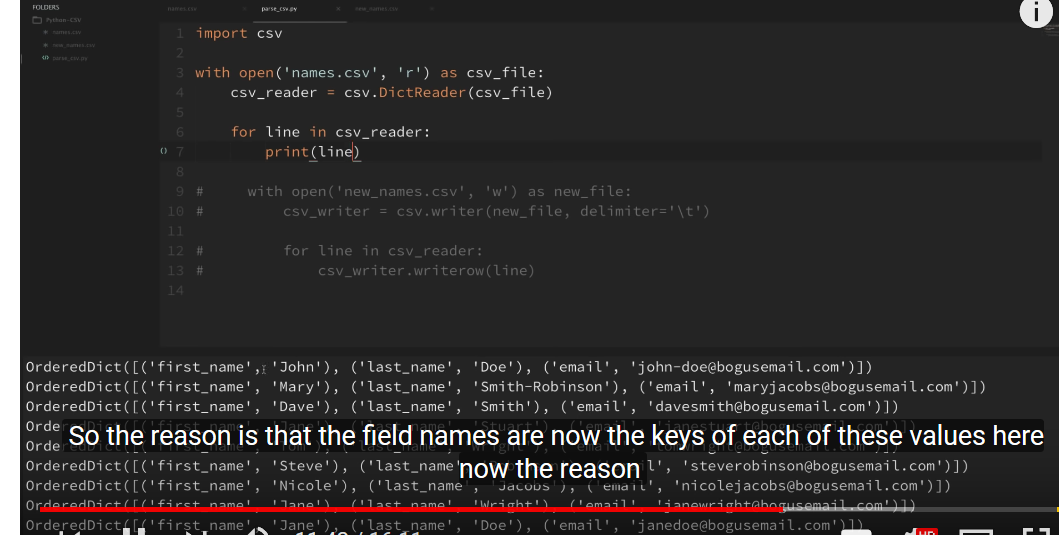 FOLDERS
Python-CSV
names.csv
new_names.csv
parse_csv.py
names.csv parse_csv.py new_names.csv
1 import csv
2
3 with open('names.csv', 'r') as csv_file:
4 csv_reader = csv.DictReader(csv_file)
5
6 for line in csv_reader:
7 print(line)
8
9 # with open('new_names.csv', 'w') as new_file:
10 # csv_writer = csv.writer(new_file, delimiter='\t')
11
12 # for line in csv_reader:
13 # csv_writer.writerow(line)
14
OrderedDict([('first_name', 'John'), ('last_name', 'Doe'), ('email', 'john-doe@bogusemail.com')])
OrderedDict([('first_name', 'Mary'), ('last_name', 'Smith-Robinson'), ('email', 'maryjacobs@bogusemail.com')])
OrderedDict([('first_name', 'Dave'), ('last_name', 'Smith'), ('email', 'davesmith@bogusemail.com')])
So the reason is that the field names are now the keys of each of these values here
now the reason
OrderedDict([('first_name', 'Steve'), ('last_name' 'steverobinson@bogusemail.com')])
OrderedDict([('first_name', 'Nicole'), ('last_name', 'Jacobs'), ('email', 'nicolejacobs@bogusemail.com')])
OrderedDict([('first_name', 'Jane'), ('last_name', 'Wright'), ('email', 'janewright@bogusemail.com')])
OrderedDict([('first_name', 'Jane'), ('last_name', 'Doe'), ('email', 'janedoe@bogusemail.com')])
HD